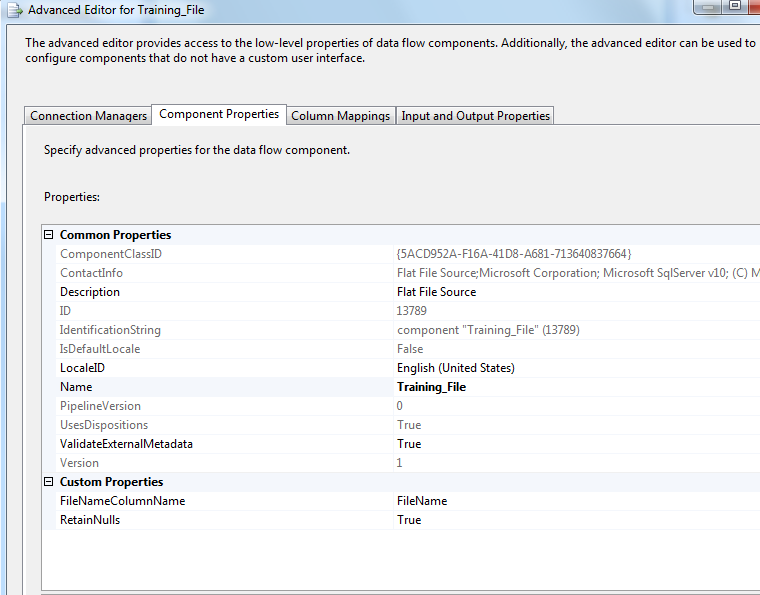 Advanced Editor for Training_File
The advanced editor provides access to the low-level properties of data flow components. Additionally, the advanced editor can be used to
configure components that do not have a custom user interface.
Connection Managers Component Properties Column Mappings Input and Output Properties
Specify advanced properties for the data flow component.
Properties:
Common Properties
ComponentClassID {5ACD952A-F16A-41D8-A681-713640837664}
ContactInfo Flat File Source;Microsoft Corporation; Microsoft SqlServer v10; (C) M
Description Flat File Source
ID 13789
IdentificationString component "Training_File" (13789)
IsDefaultLocale False
LocaleID English (United States)
Name Training_File
PipelineVersion 0
UsesDispositions True
ValidateExternalMetadata True
Version 1
Custom Properties
FileNameColumnName FileName
RetainNulls True